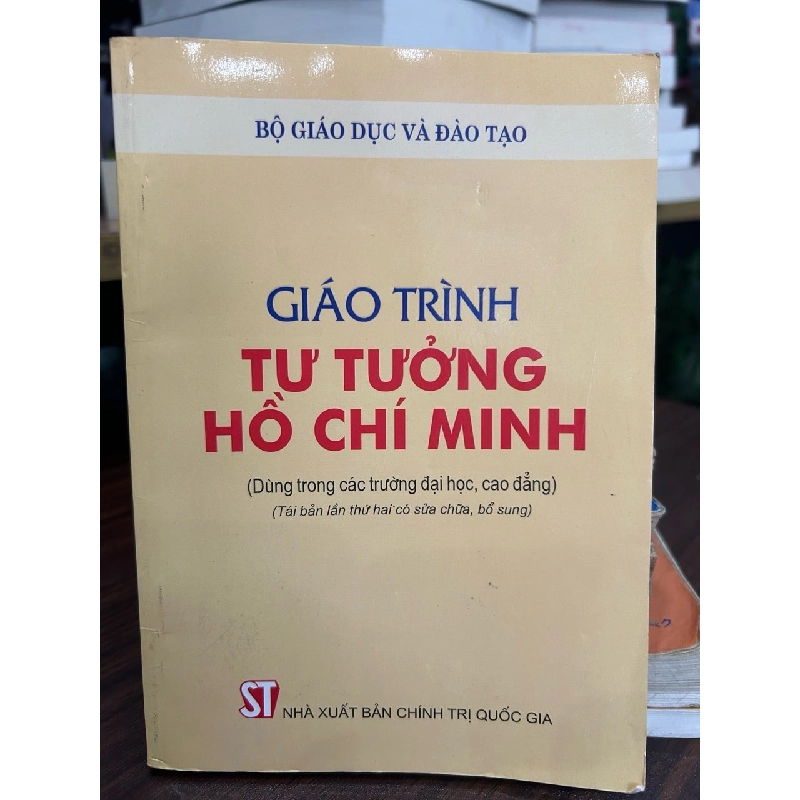 BỘ GIÁO DỤC VÀ ĐÀO TẠO
GIÁO TRÌNH
TƯ TƯỞNG
HỒ CHÍ MINH
(Dùng trong các trường đại học, cao đẳng)
(Tái bản lần thứ hai có sửa chữa, bổ sung)
ST NHÀ XUẤT BẢN CHÍNH TRỊ QUỐC GIA